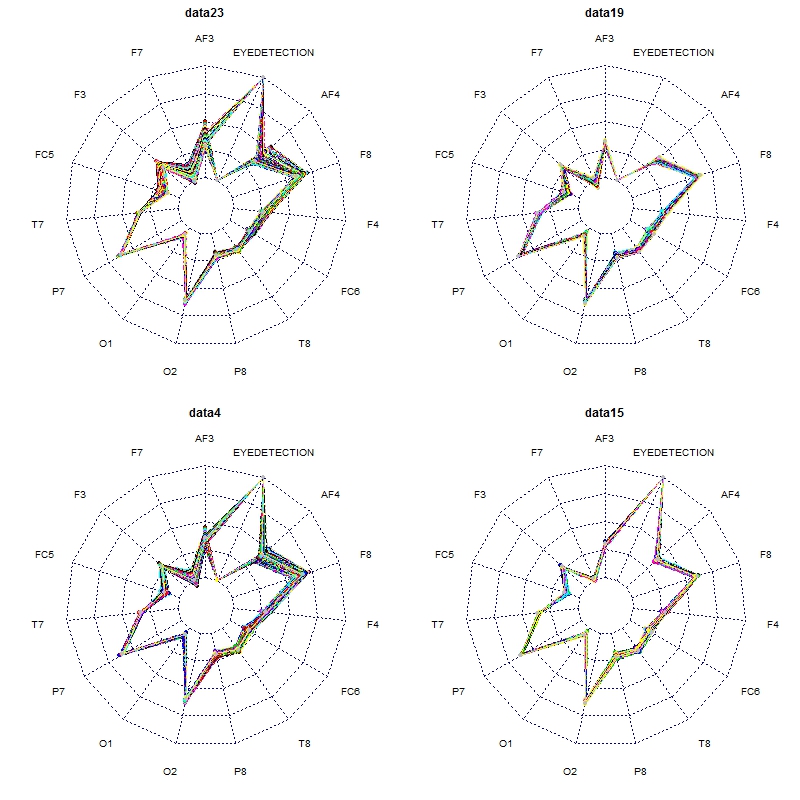 data23
AF3
F7 EYEDETECTION
F3 AF4
FC5 F8
T7 F4
P7 FC6
O1 T8
O2 P8
data19
AF3
F7 EYEDETECTION
F3 AF4
FC5 F8
T7 F4
P7 FC6
O1 T8
O2 P8
data4
AF3
F7 EYEDETECTION
F3 AF4
FC5 F8
T7 F4
P7 FC6
O1 T8
O2 P8
data15
AF3
F7 EYEDETECTION
F3 AF4
FC5 F8
T7 F4
P7 FC6
O1 T8
O2 P8